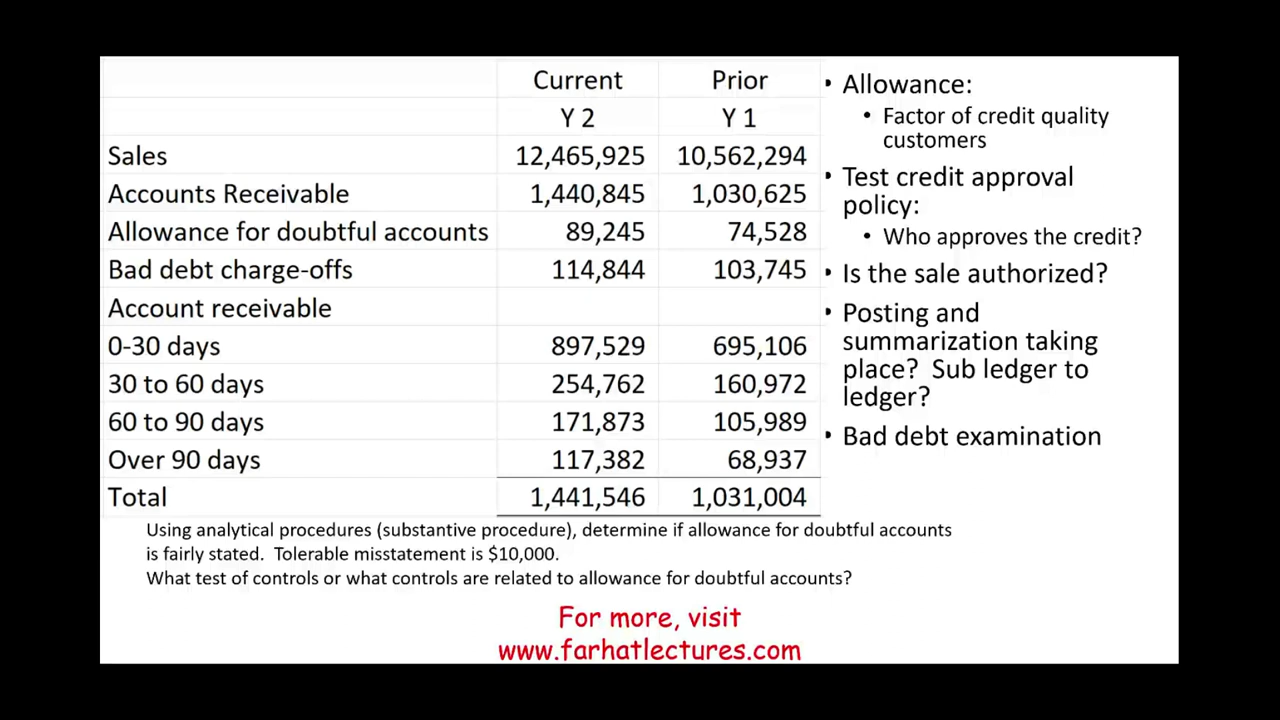 Current Prior
Y 2 Y 1
Sales 12,465,925 10,562,294
Accounts Receivable 1,440,845 1,030,625
Allowance for doubtful accounts 89,245 74,528
Bad debt charge-offs 114,844 103,745
Account receivable
0-30 days 897,529 695,106
30 to 60 days 254,762 160,972
60 to 90 days 171,873 105,989
Over 90 days 117,382 68,937
Total 1,441,546 1,031,004
• Allowance:
• Factor of credit quality
customers
• Test credit approval
policy:
• Who approves the credit?
• Is the sale authorized?
• Posting and
summarization taking
place? Sub ledger to
ledger?
• Bad debt examination
Using analytical procedures (substantive procedure), determine if allowance for doubtful accounts
is fairly stated. Tolerable misstatement is $10,000.
What test of controls or what controls are related to allowance for doubtful accounts?
For more, visit
www.farhatlectures.com